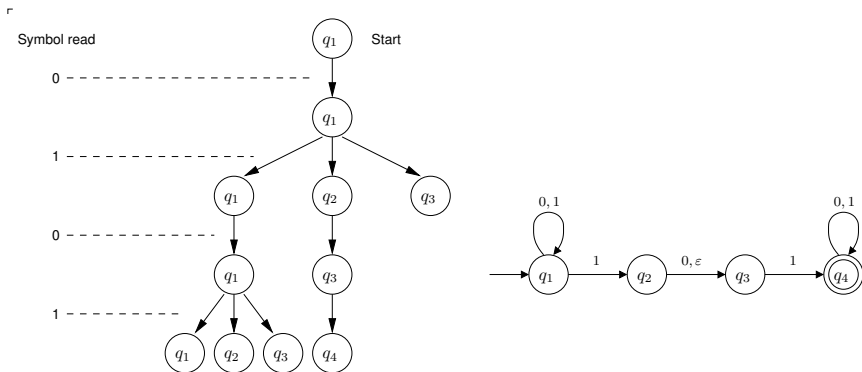 Symbol read
q₁
Start
0
q₁
1
q₁
q₂
q₃
0
q₁
q₃
1
q₁
q₂
q₃
q₄
0, 1
0, 1
q₁
1
q₂
0, ε
q₃
1
q₄